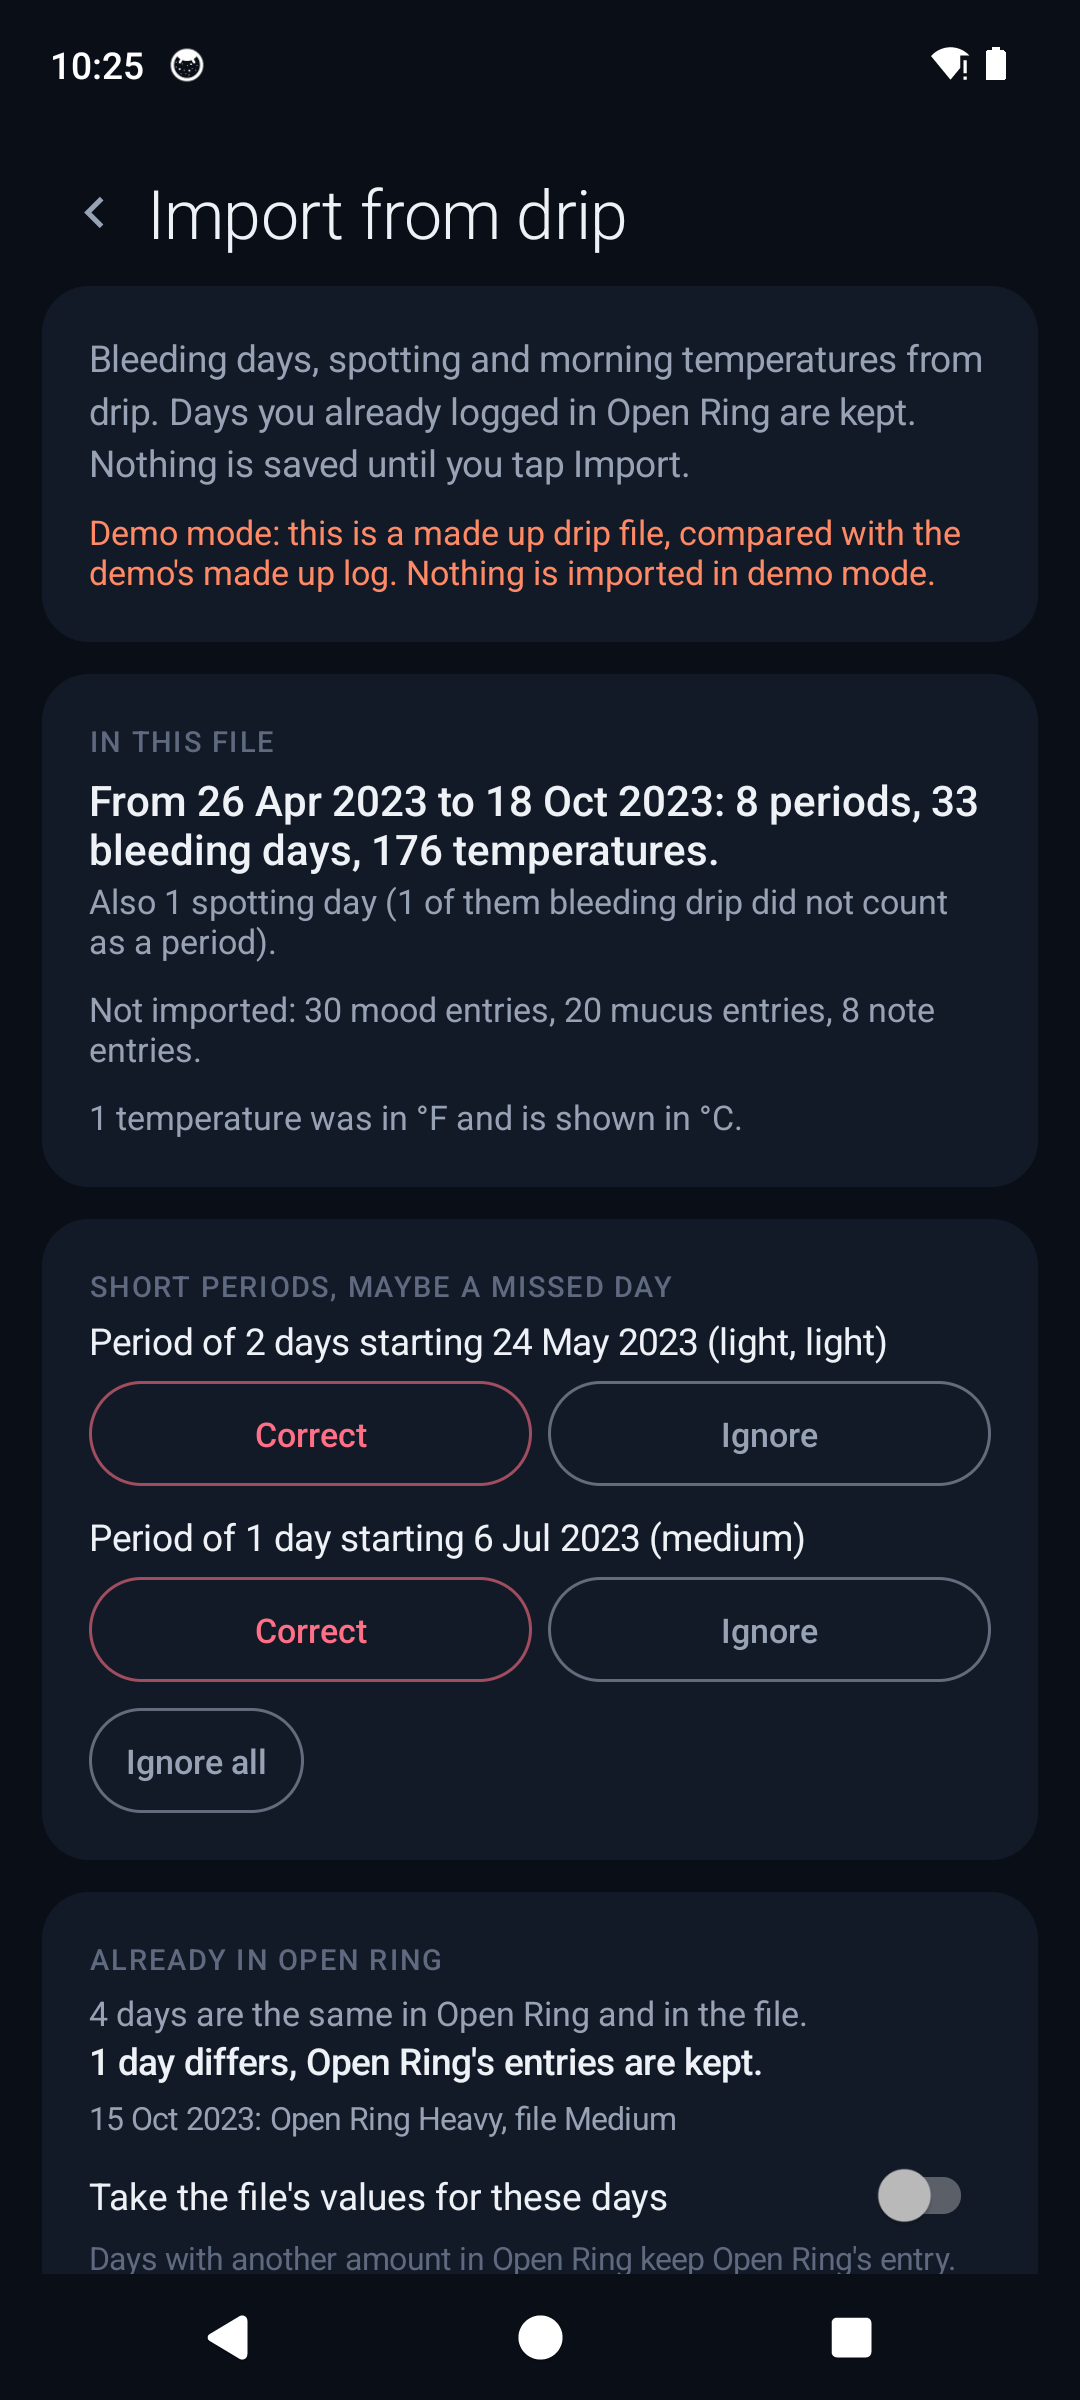 10:25
Import from drip
Bleeding days, spotting and morning temperatures from
drip. Days you already logged in Open Ring are kept.
Nothing is saved until you tap Import.
Demo mode: this is a made up drip file, compared with the
demo's made up log. Nothing is imported in demo mode.
IN THIS FILE
From 26 Apr 2023 to 18 Oct 2023: 8 periods, 33
bleeding days, 176 temperatures.
Also 1 spotting day (1 of them bleeding drip did not count
as a period).
Not imported: 30 mood entries, 20 mucus entries, 8 note
entries.
1 temperature was in °F and is shown in °C.
SHORT PERIODS, MAYBE A MISSED DAY
Period of 2 days starting 24 May 2023 (light, light)
Correct Ignore
Period of 1 day starting 6 Jul 2023 (medium)
Correct Ignore
Ignore all
ALREADY IN OPEN RING
4 days are the same in Open Ring and in the file.
1 day differs, Open Ring's entries are kept.
15 Oct 2023: Open Ring Heavy, file Medium
Take the file's values for these days
Days with another amount in Open Ring keep Open Ring's entry.